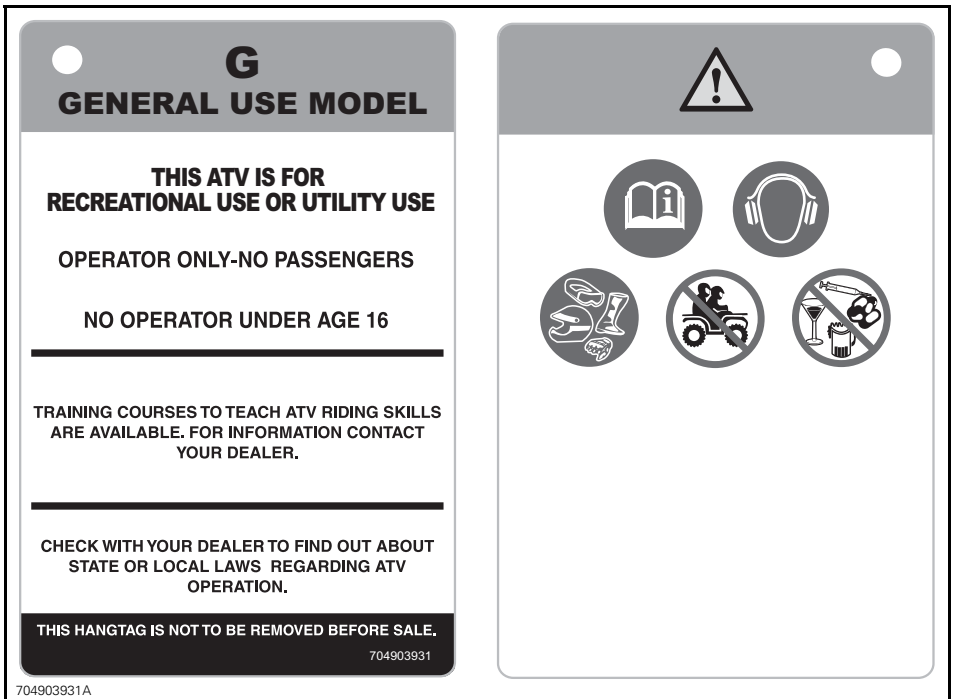 G
GENERAL USE MODEL
THIS ATV IS FOR
RECREATIONAL USE OR UTILITY USE
OPERATOR ONLY-NO PASSENGERS
NO OPERATOR UNDER AGE 16
TRAINING COURSES TO TEACH ATV RIDING SKILLS
ARE AVAILABLE. FOR INFORMATION CONTACT
YOUR DEALER.
CHECK WITH YOUR DEALER TO FIND OUT ABOUT
STATE OR LOCAL LAWS REGARDING ATV
OPERATION.
THIS HANGTAG IS NOT TO BE REMOVED BEFORE SALE.
704903931
704903931A
!
i